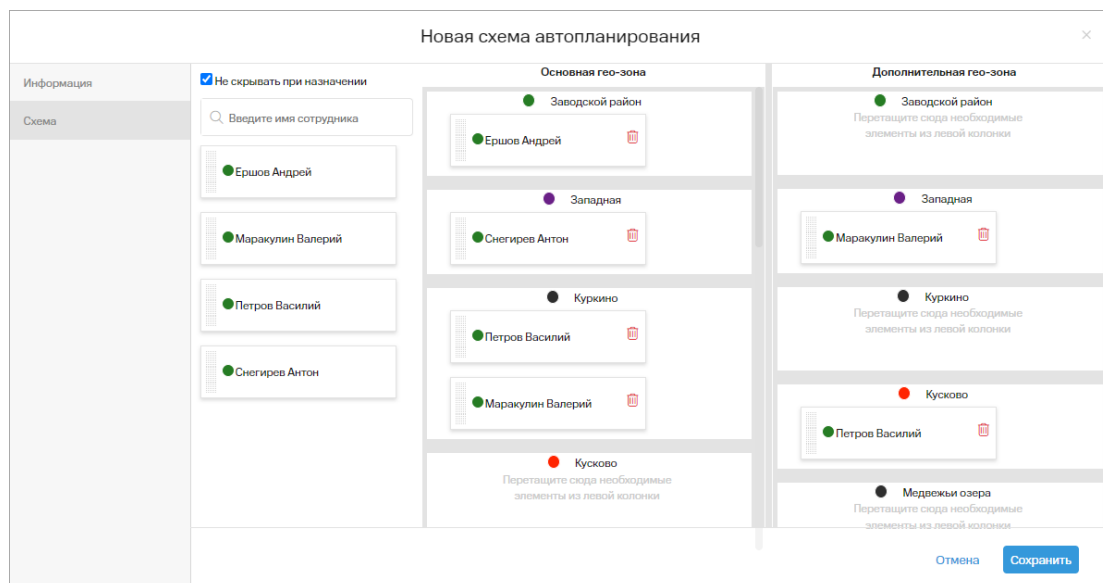 Новая схема автопланирования
Информация
Схема
Не скрывать при назначении
Введите имя сотрудника
Ершов Андрей
Маракулин Валерий
Петров Василий
Снегирев Антон
Основная гео-зона
Заводской район
Ершов Андрей
Западная
Снегирев Антон
Куркино
Петров Василий
Маракулин Валерий
Кусково
Перетащите сюда необходимые
элементы из левой колонки
Дополнительная гео-зона
Заводской район
Перетащите сюда необходимые
элементы из левой колонки
Западная
Маракулин Валерий
Куркино
Перетащите сюда необходимые
элементы из левой колонки
Кусково
Петров Василий
Медвежьи озера
Перетащите сюда необходимые
элементы из левой колонки
Отмена
Сохранить